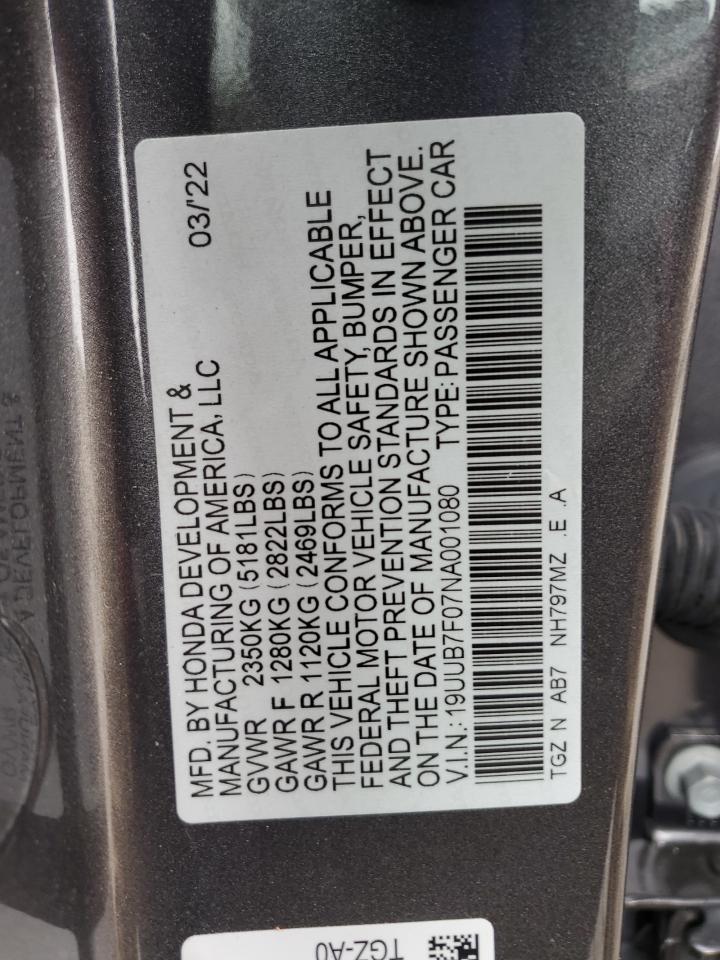 MFD. BY HONDA DEVELOPMENT & 03/'22
MANUFACTURING OF AMERICA, LLC
GVWR 2350KG (5181LBS)
GAWR F 1280KG (2822LBS)
GAWR R 1120KG (2469LBS)
THIS VEHICLE CONFORMS TO ALL APPLICABLE
FEDERAL MOTOR VEHICLE SAFETY, BUMPER,
AND THEFT PREVENTION STANDARDS IN EFFECT
ON THE DATE OF MANUFACTURE SHOWN ABOVE.
V.I.N.: 19UUB7F07NA001080 TYPE: PASSENGER CAR
TGZ N AB7 NH797MZ .E .A
TGZ-A0
A DEVELOPMENT &